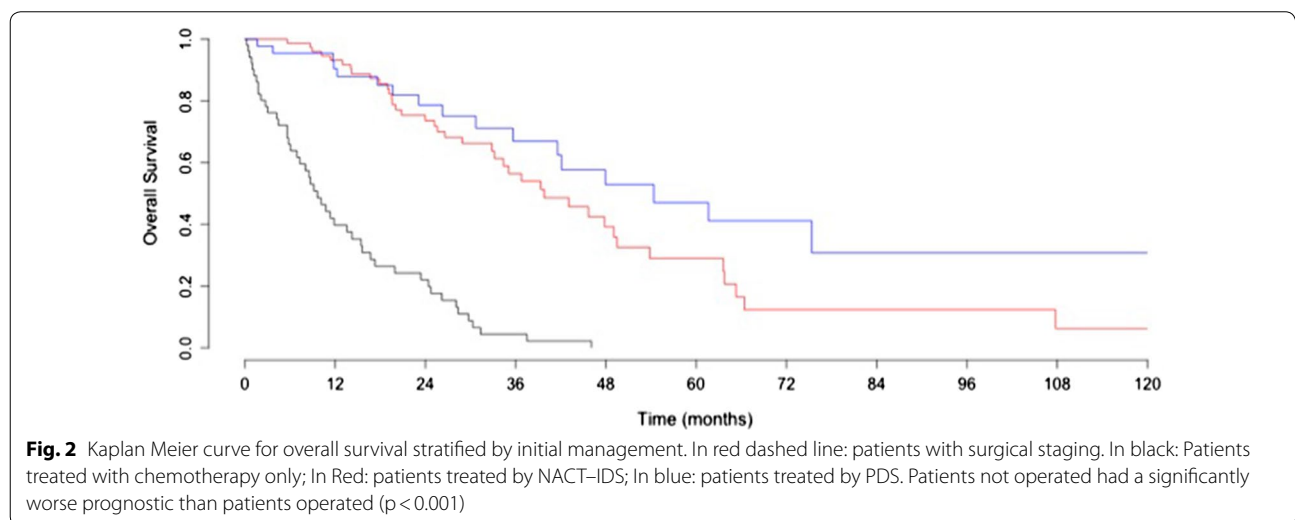 1.0
0.8
0.6
0.4
0.2
0.0
Overall Survival
0 12 24 36 48 60 72 84 96 108 120
Time (months)
Fig. 2 Kaplan Meier curve for overall survival stratified by initial management. In red dashed line: patients with surgical staging. In black: Patients
treated with chemotherapy only; In Red: patients treated by NACT–IDS; In blue: patients treated by PDS. Patients not operated had a significantly
worse prognostic than patients operated (p < 0.001)